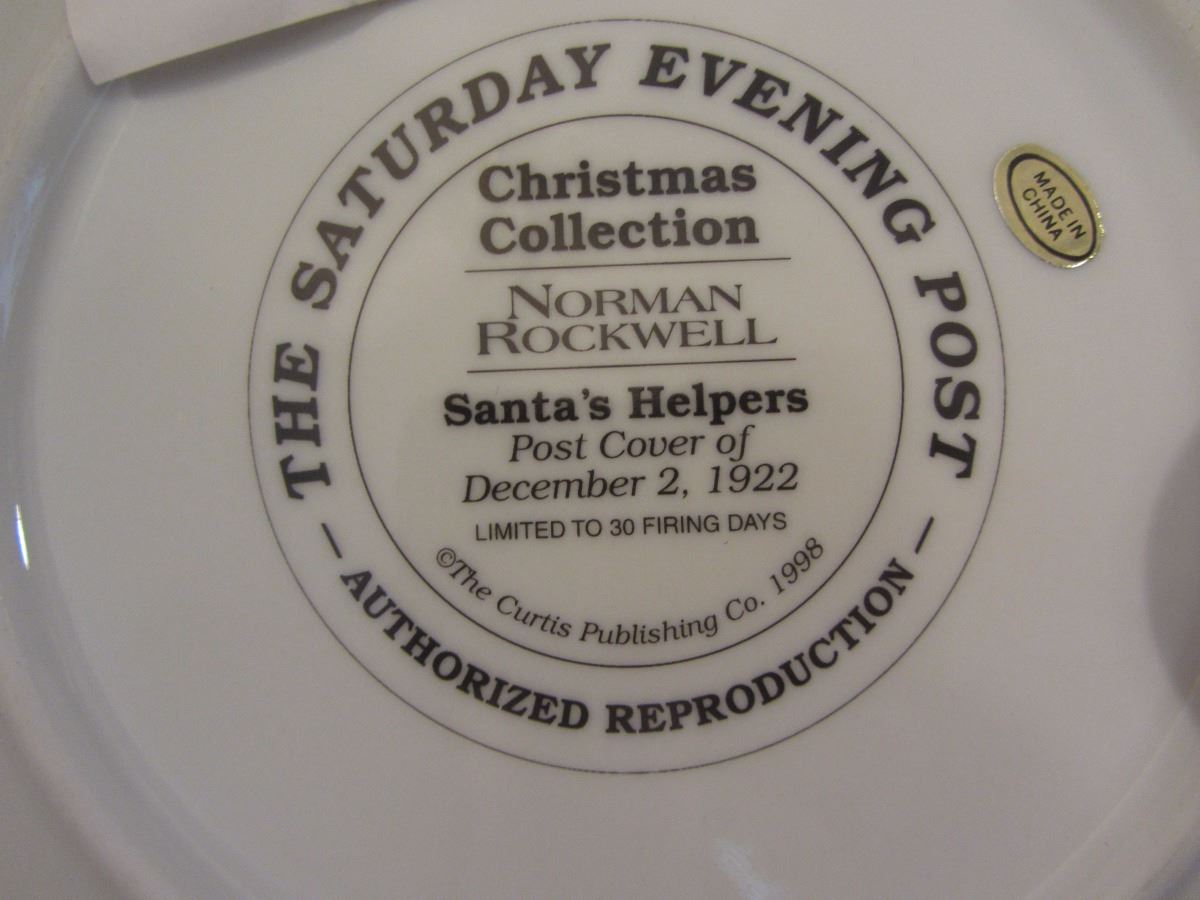 THE SATURDAY EVENING POST
Christmas
Collection
NORMAN
ROCKWELL
Santa's Helpers
Post Cover of
December 2, 1922
LIMITED TO 30 FIRING DAYS
©The Curtis Publishing Co. 1998
— AUTHORIZED REPRODUCTION —
MADE IN
CHINA